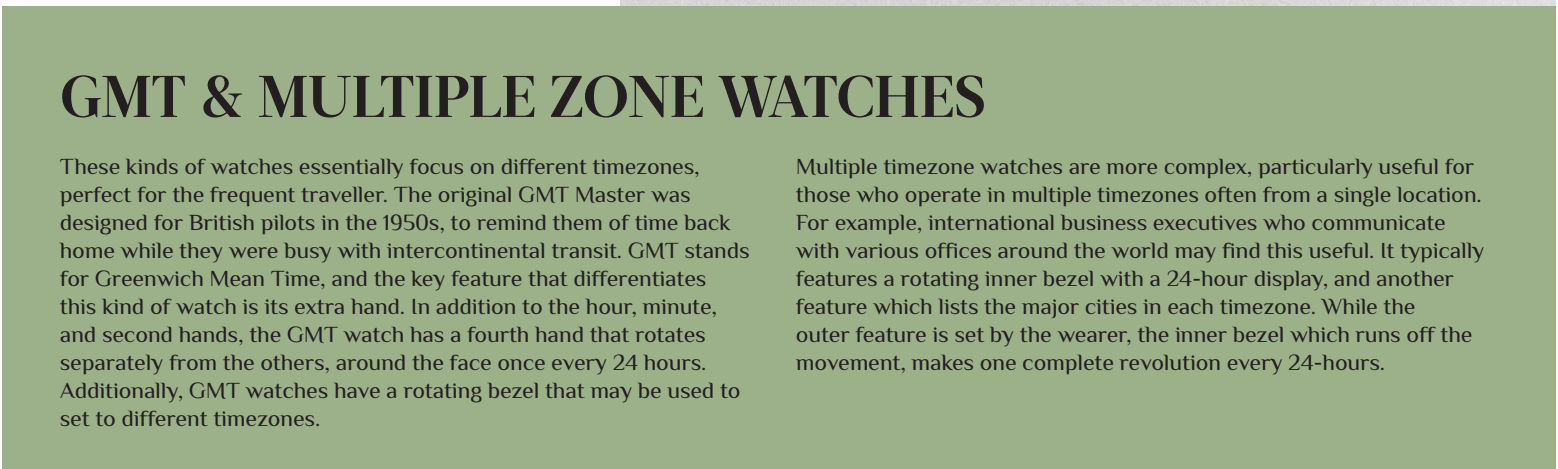 GMT & MULTIPLE ZONE WATCHES
These kinds of watches essentially focus on different timezones,
perfect for the frequent traveller. The original GMT Master was
designed for British pilots in the 1950s, to remind them of time back
home while they were busy with intercontinental transit. GMT stands
for Greenwich Mean Time, and the key feature that differentiates
this kind of watch is its extra hand. In addition to the hour, minute,
and second hands, the GMT watch has a fourth hand that rotates
separately from the others, around the face once every 24 hours.
Additionally, GMT watches have a rotating bezel that may be used to
set to different timezones.
Multiple timezone watches are more complex, particularly useful for
those who operate in multiple timezones often from a single location.
For example, international business executives who communicate
with various offices around the world may find this useful. It typically
features a rotating inner bezel with a 24-hour display, and another
feature which lists the major cities in each timezone. While the
outer feature is set by the wearer, the inner bezel which runs off the
movement, makes one complete revolution every 24-hours.